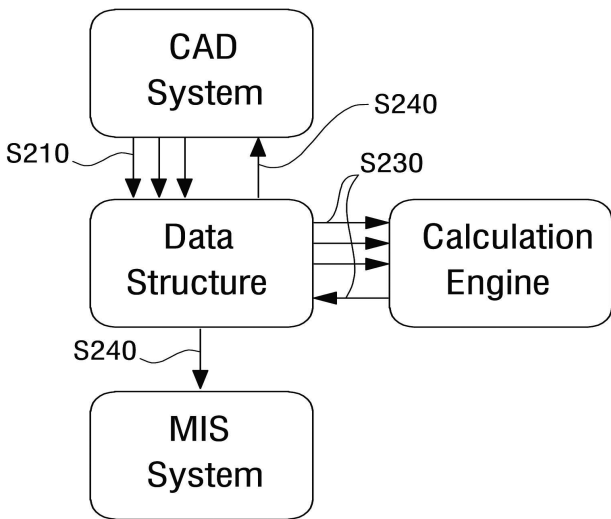 CAD
System
S240
S210
S230
Data
Structure
Calculation
Engine
S240
MIS
System